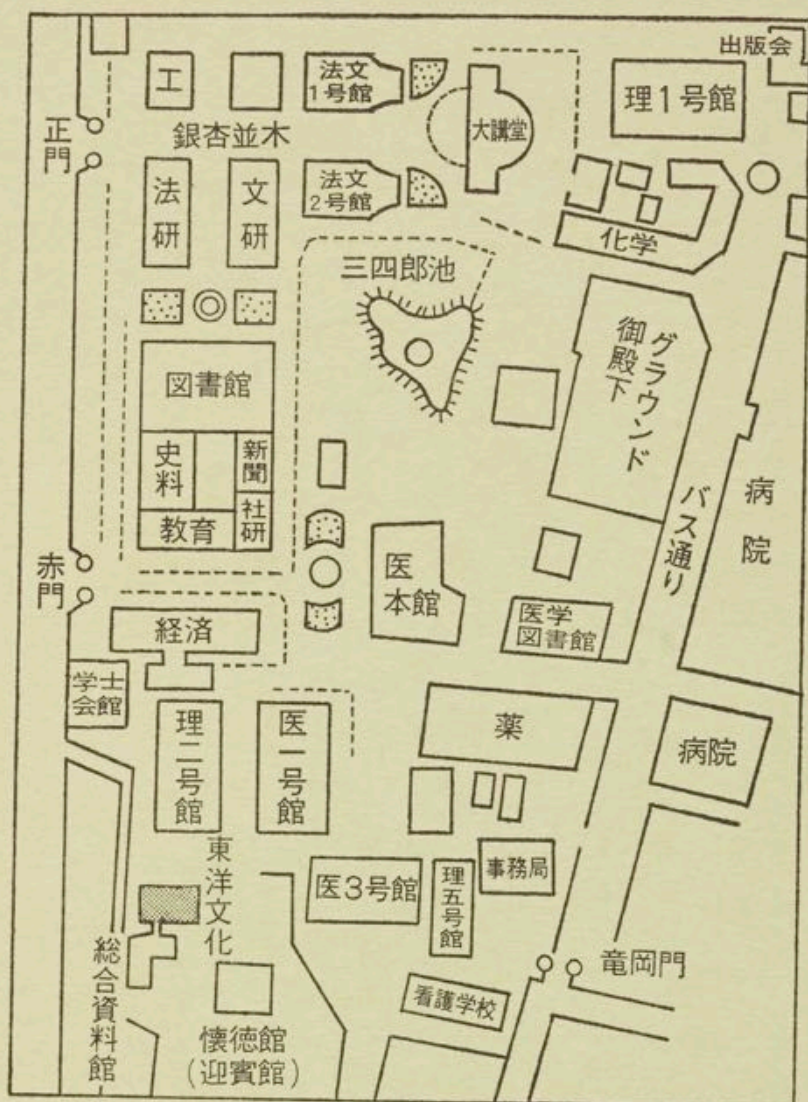 出版会
工
法文
1号館
大講堂
理1号館
正門
銀杏並木
法研
文研
法文
2号館
化学
三四郎池
図書館
御殿下
グラウンド
史料
新聞
社研
教育
バス通り
病院
赤門
医
本館
医学
図書館
経済
学士
会館
理二号館
医一号館
薬
病院
東洋文化
医3号館
理五号館
事務局
総合資料館
竜岡門
看護学校
懐徳館
(迎賓館)